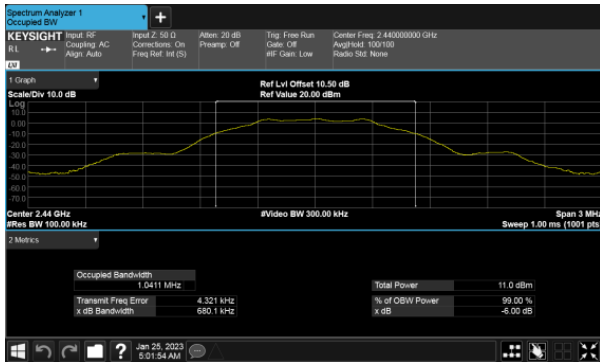 Spectrum Analyzer 1
Occupied BW
KEYSIGHT
RL
LXI
Input: RF
Coupling: AC
Align: Auto
Input Z: 50 Ω
Corrections: On
Freq Ref: Int (S)
Atten: 20 dB
Preamp: Off
Trig: Free Run
Gate: Off
#IF Gain: Low
Center Freq: 2.440000000 GHz
Avg|Hold: 100/100
Radio Std: None
1 Graph
Scale/Div 10.0 dB
Ref Lvl Offset 10.50 dB
Ref Value 20.00 dBm
Log
10.0
0.00
-10.0
-20.0
-30.0
-40.0
-50.0
-60.0
-70.0
Center 2.44 GHz
#Res BW 100.00 kHz
#Video BW 300.00 kHz
Span 3 MHz
Sweep 1.00 ms (1001 pts)
2 Metrics
Occupied Bandwidth
1.0411 MHz
Total Power 11.0 dBm
Transmit Freq Error 4.321 kHz
% of OBW Power 99.00 %
x dB Bandwidth 680.1 kHz
x dB -6.00 dB
Jan 25, 2023
5:01:54 AM